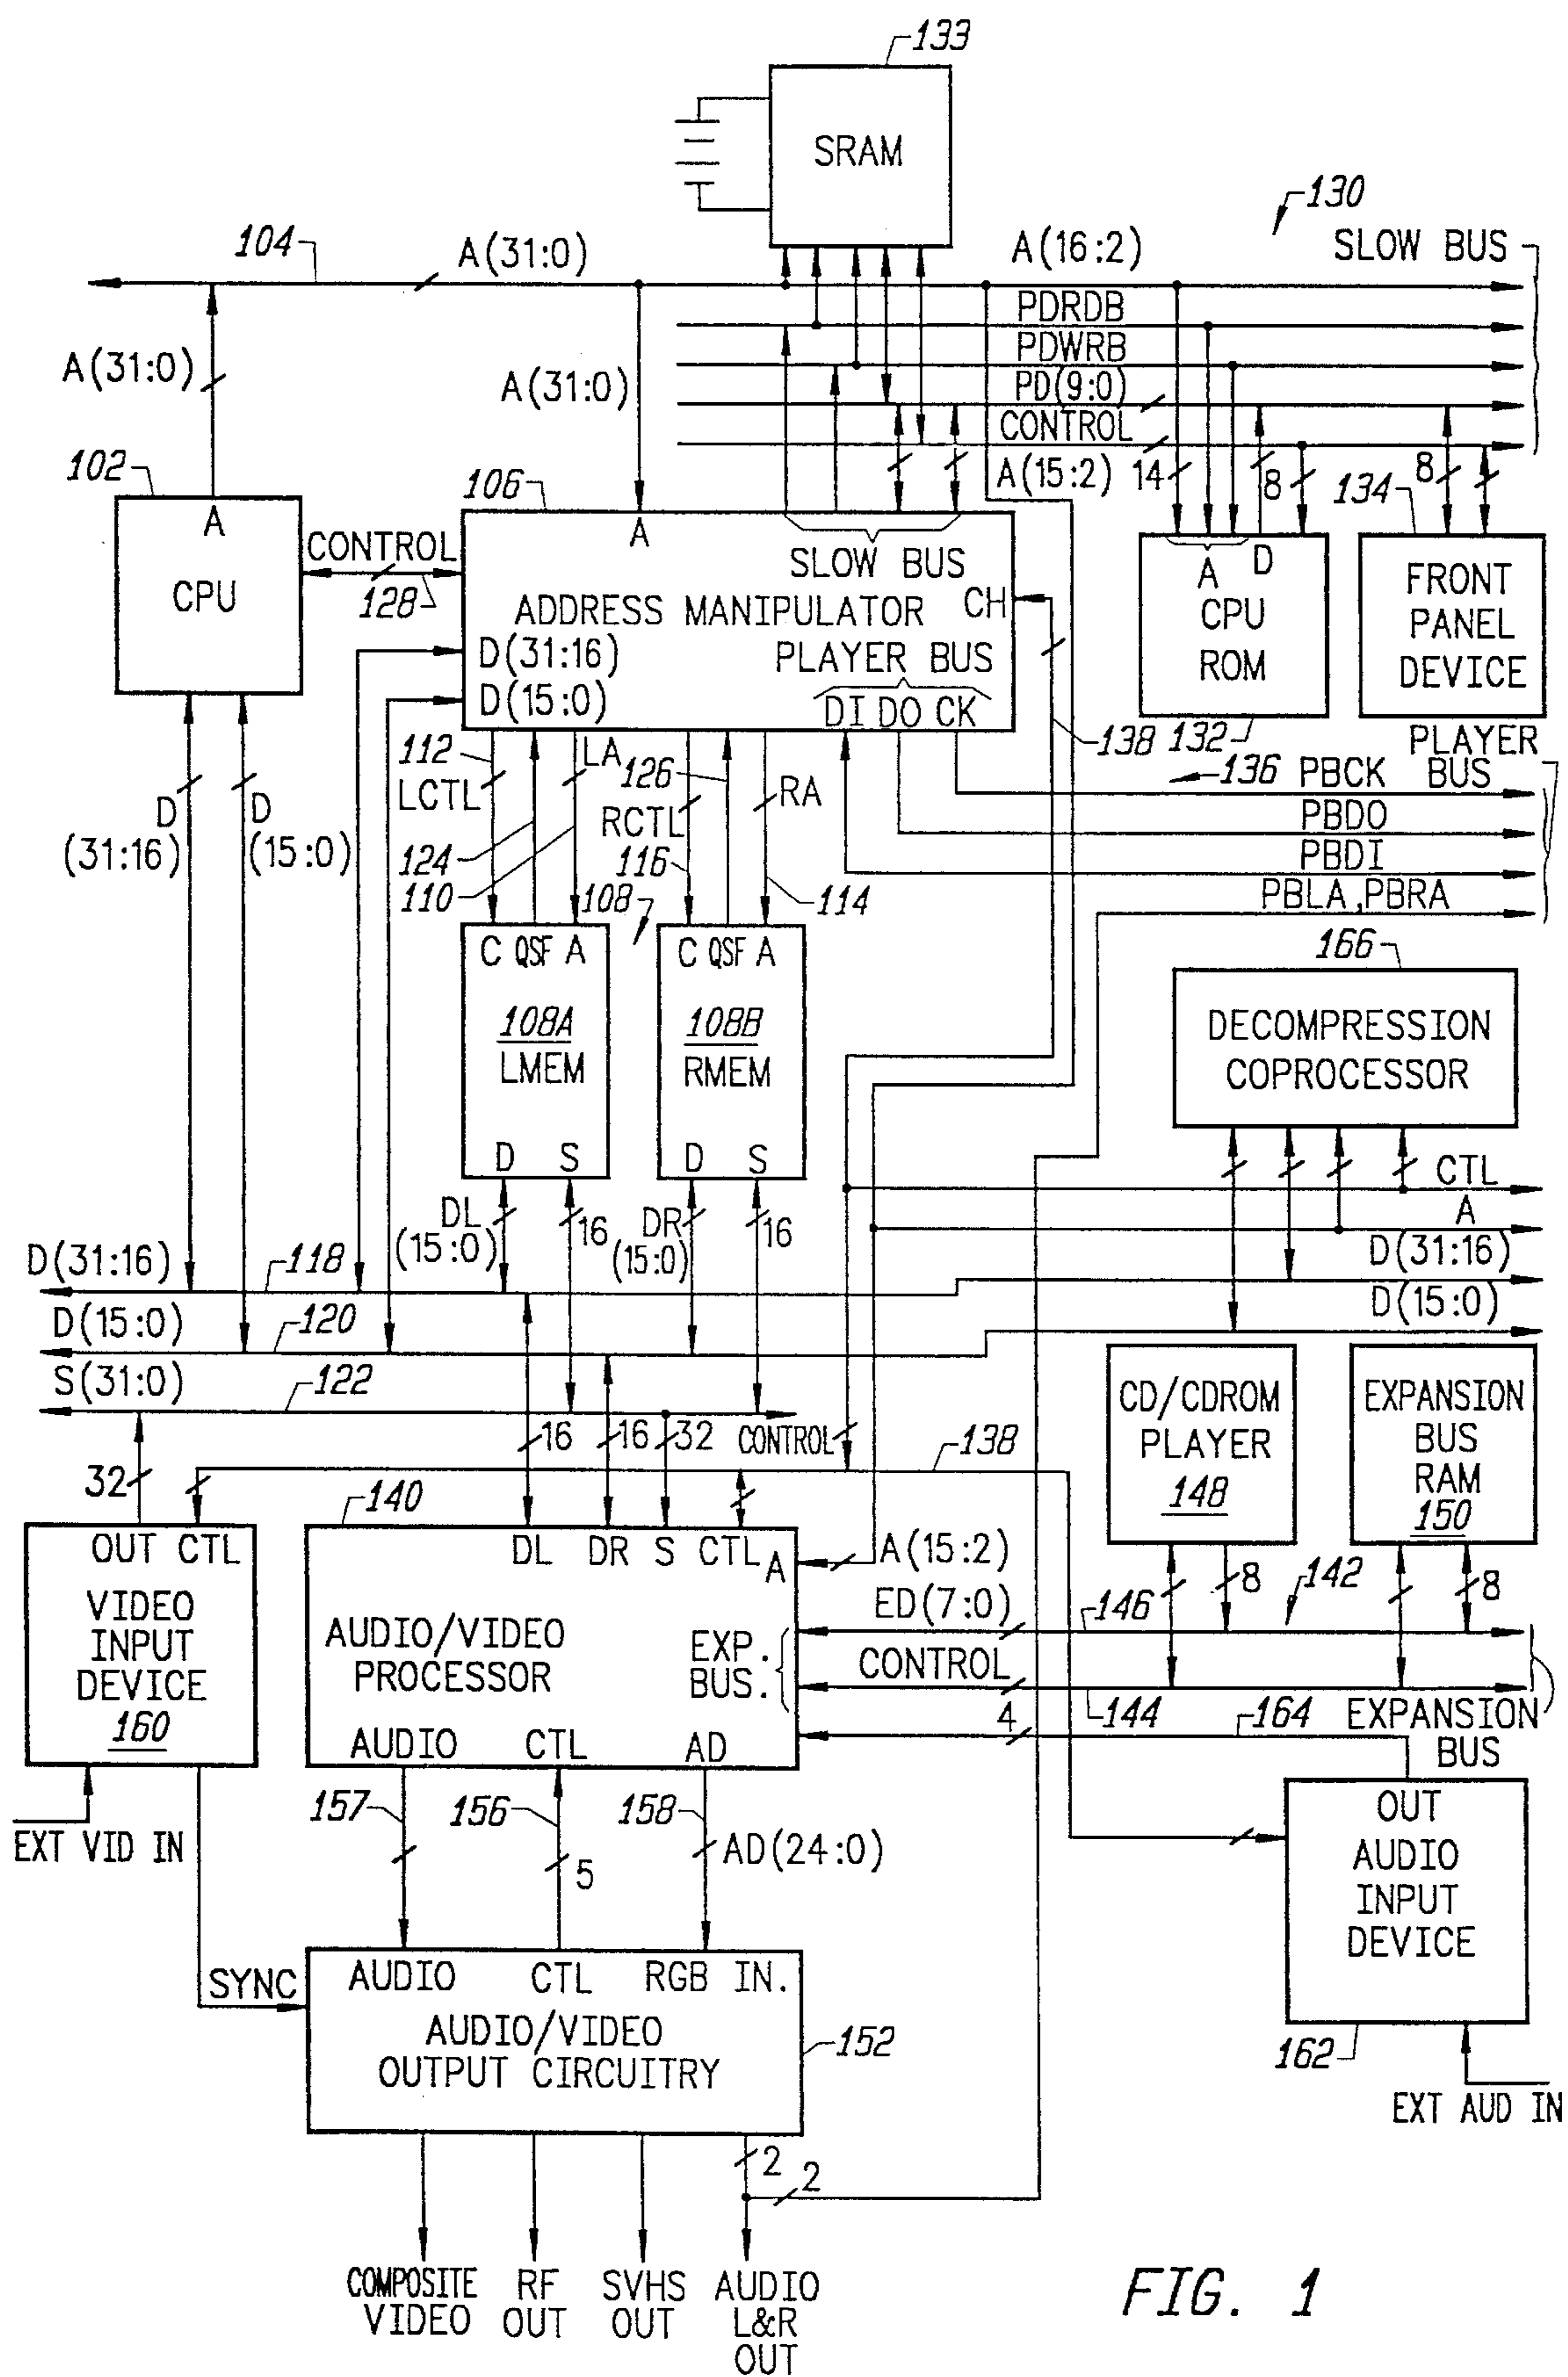 133
SRAM
130
104
A(31:0)
A(16:2)
SLOW BUS
PDRDB
PDWRB
A(31:0)
A(31:0)
PD(9:0)
CONTROL
102
106
A(15:2)
14
8
8
134
A
CPU
CONTROL
128
A
SLOW BUS
ADDRESS MANIPULATOR
CH
D(31:16)
PLAYER BUS
D(15:0)
DI DO CK
A
D
CPU
ROM
FRONT
PANEL
DEVICE
138
132
PLAYER
BUS
112
LCTL
LA
126
RCTL
RA
136
PBCK
PBDO
PBDI
PBLA,PBRA
D
(31:16)
D
(15:0)
124
110
116
108
114
C QSF A
108A
LMEM
D S
C QSF A
108B
RMEM
D S
166
DECOMPRESSION
COPROCESSOR
CTL
A
DL
(15:0)
16
DR
(15:0)
16
D(31:16)
118
D(31:16)
D(15:0)
120
D(15:0)
S(31:0)
122
16
16
32
CONTROL
138
CD/CDROM
PLAYER
148
EXPANSION
BUS
RAM
150
32
140
OUT CTL
VIDEO
INPUT
DEVICE
160
DL DR S CTL
A
A(15:2)
8
142
8
ED(7:0)
146
AUDIO/VIDEO
PROCESSOR
EXP.
BUS.
CONTROL
144
4
164
EXPANSION
BUS
AUDIO CTL AD
EXT VID IN
157
156
158
5
AD(24:0)
OUT
AUDIO
INPUT
DEVICE
SYNC
AUDIO CTL RGB IN.
AUDIO/VIDEO
OUTPUT CIRCUITRY
152
162
EXT AUD IN
2
2
COMPOSITE
VIDEO
RF
OUT
SVHS
OUT
AUDIO
L&R
OUT
FIG. 1